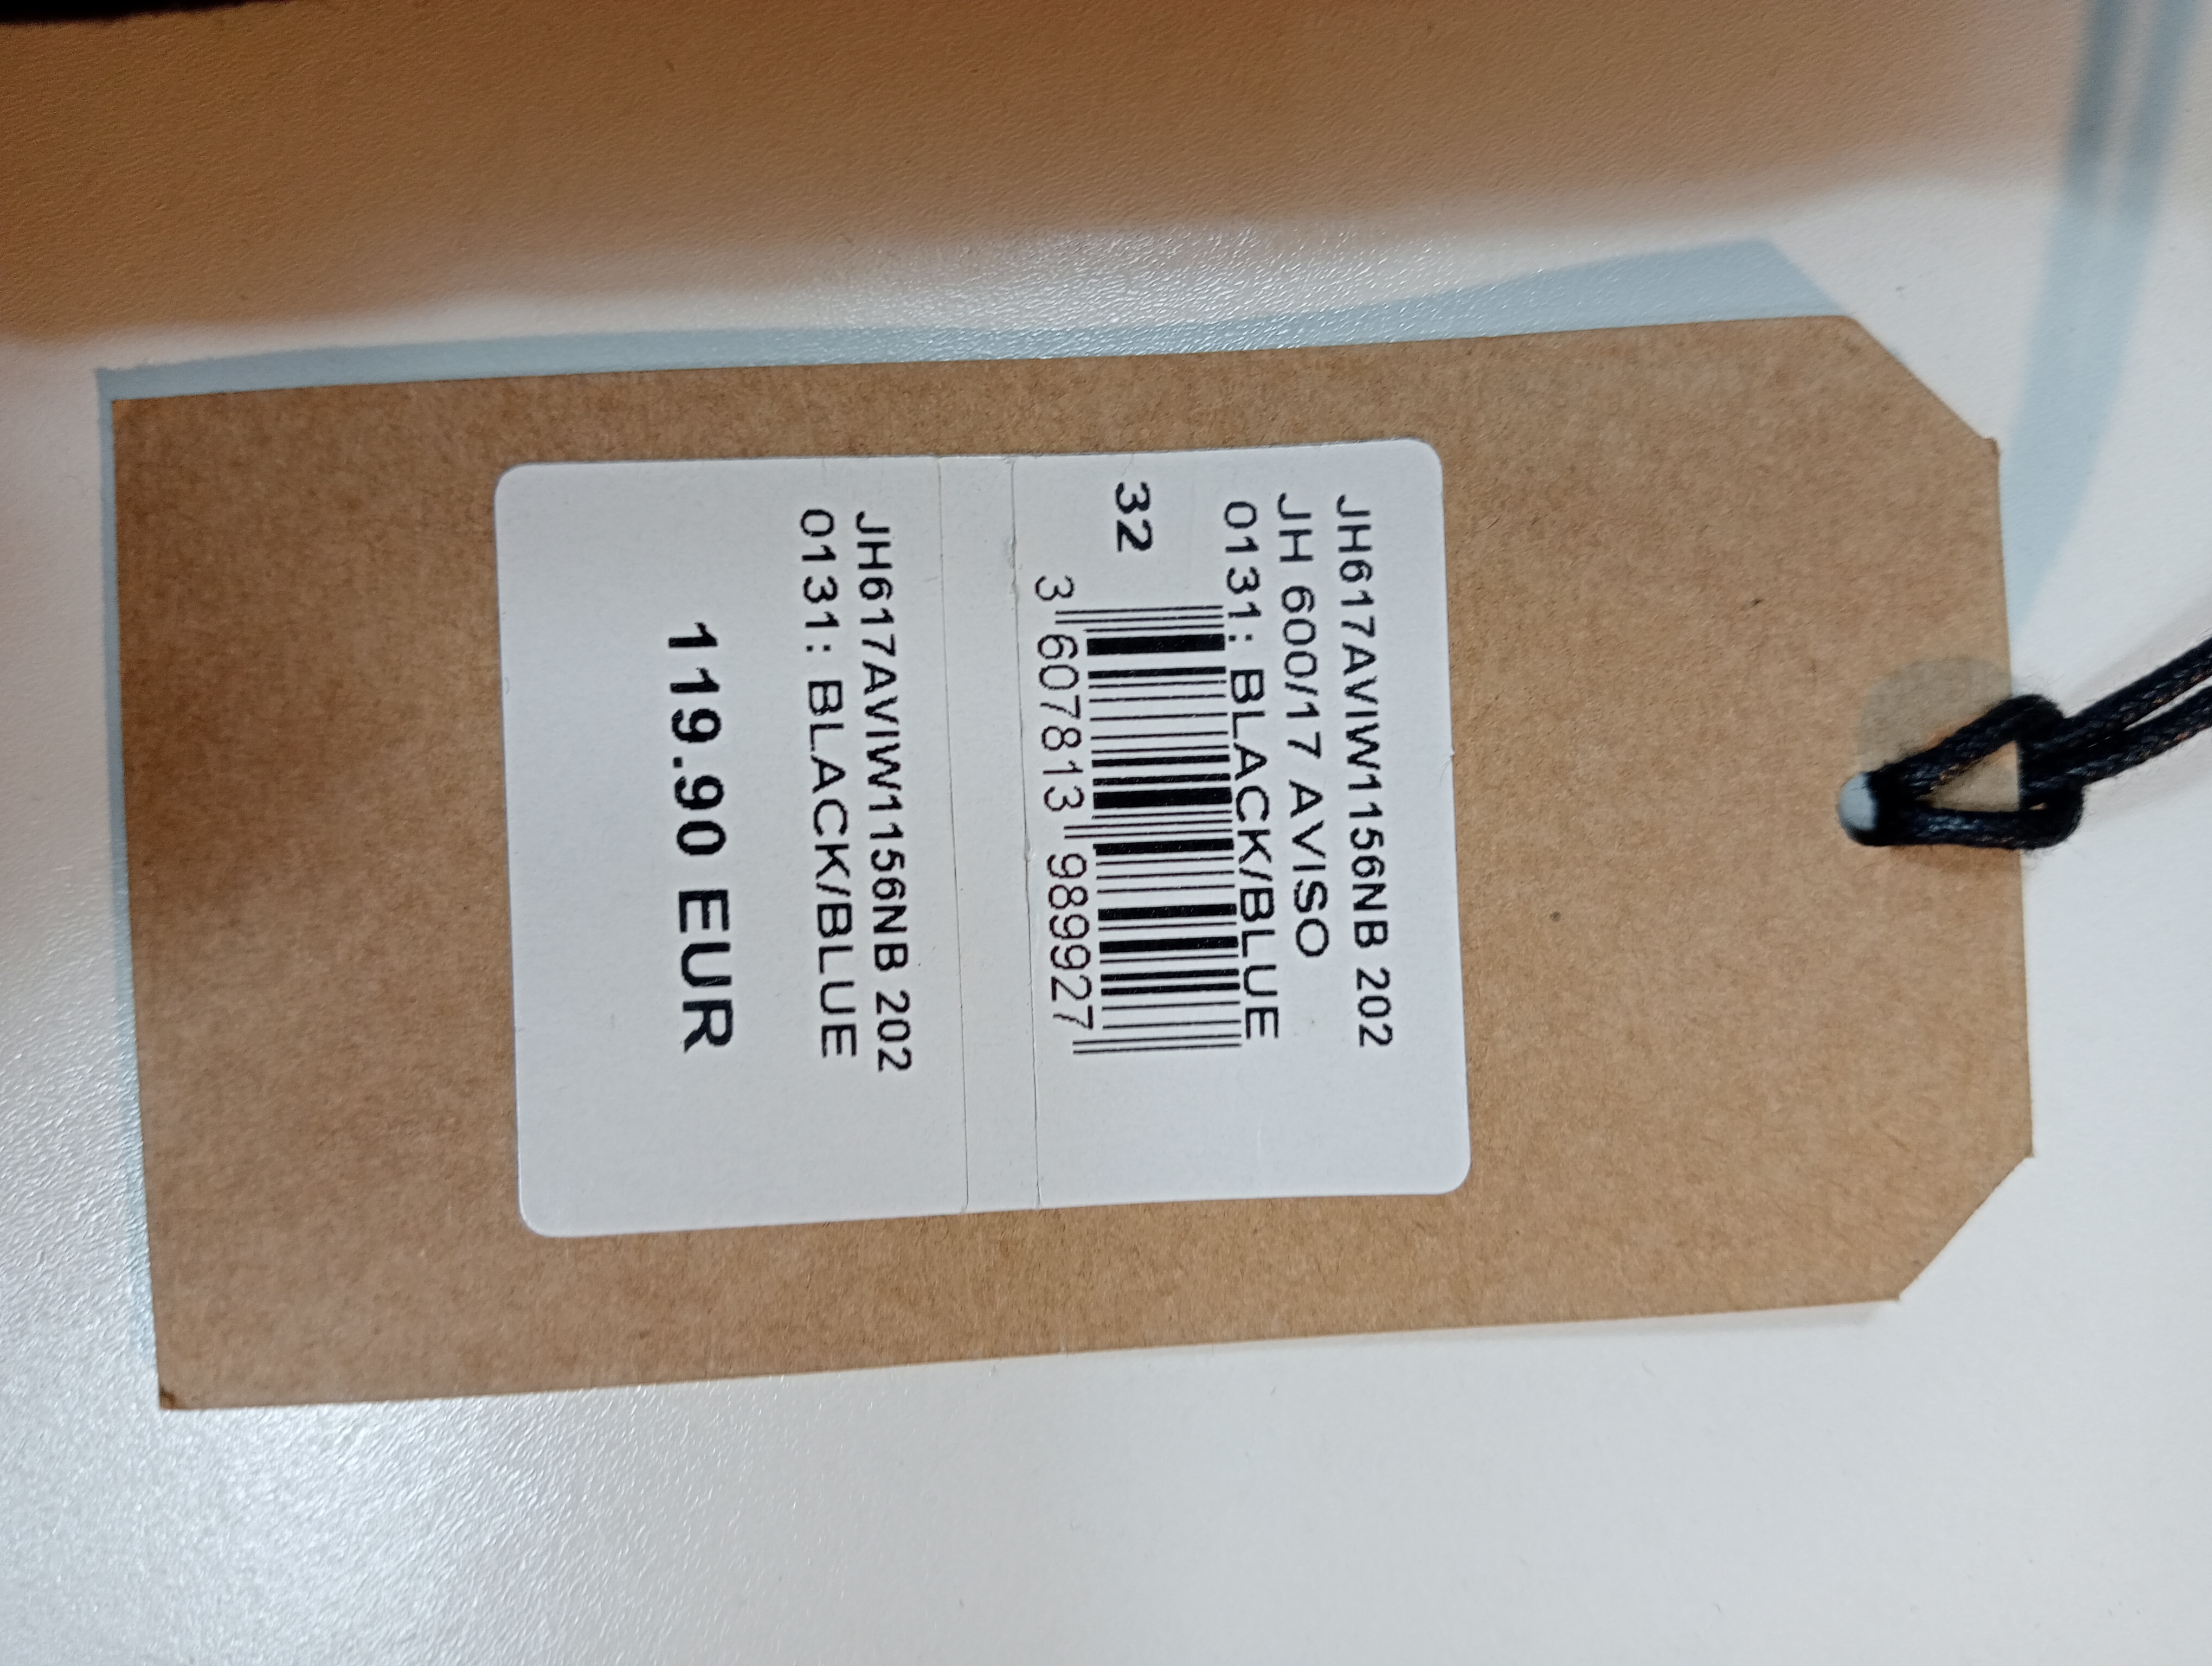 JH617AVIW1156NB 202
JH 600/17 AVISO
0131: BLACK/BLUE
32
3 607813 989927
JH617AVIW1156NB 202
0131: BLACK/BLUE
119.90 EUR